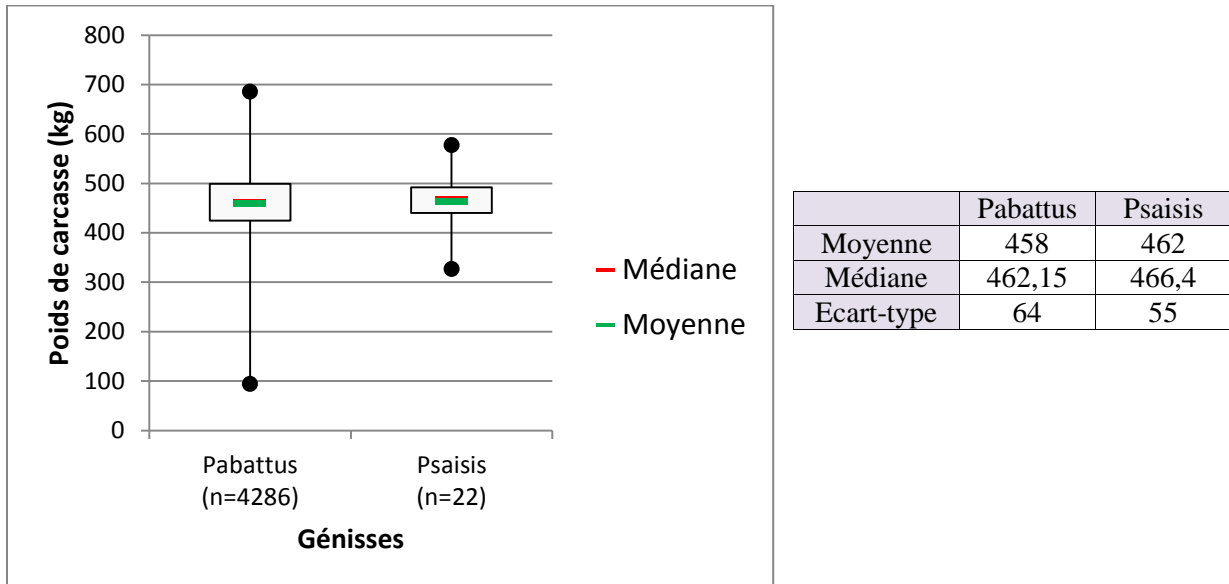 800
700
600
500
400
300
200
100
0
Poids de carcasse (kg)
Pabattus
(n=4286)
Psaisis
(n=22)
Génisses
Médiane
Moyenne
Pabattus Psaisis
Moyenne 458 462
Médiane 462,15 466,4
Ecart-type 64 55